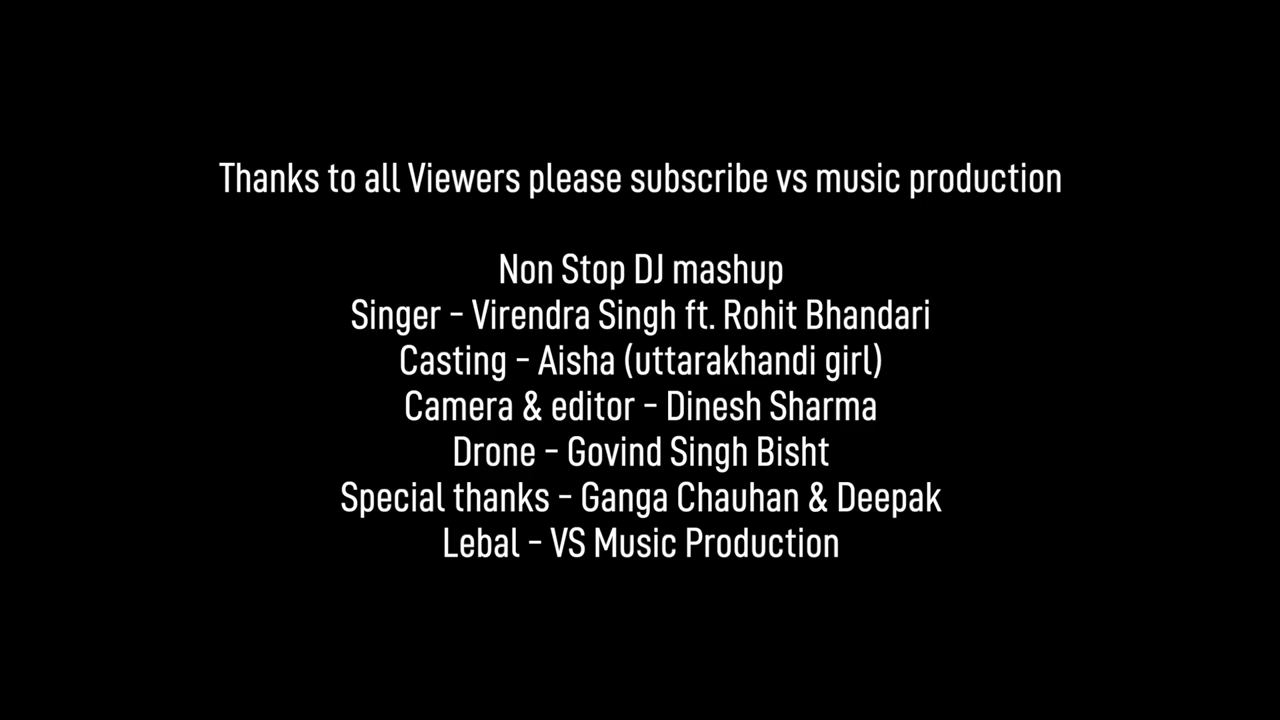 Thanks to all Viewers please subscribe vs music production
Non Stop DJ mashup
Singer - Virendra Singh ft. Rohit Bhandari
Casting - Aisha (uttarakhandi girl)
Camera & editor - Dinesh Sharma
Drone - Govind Singh Bisht
Special thanks - Ganga Chauhan & Deepak
Lebal - VS Music Production